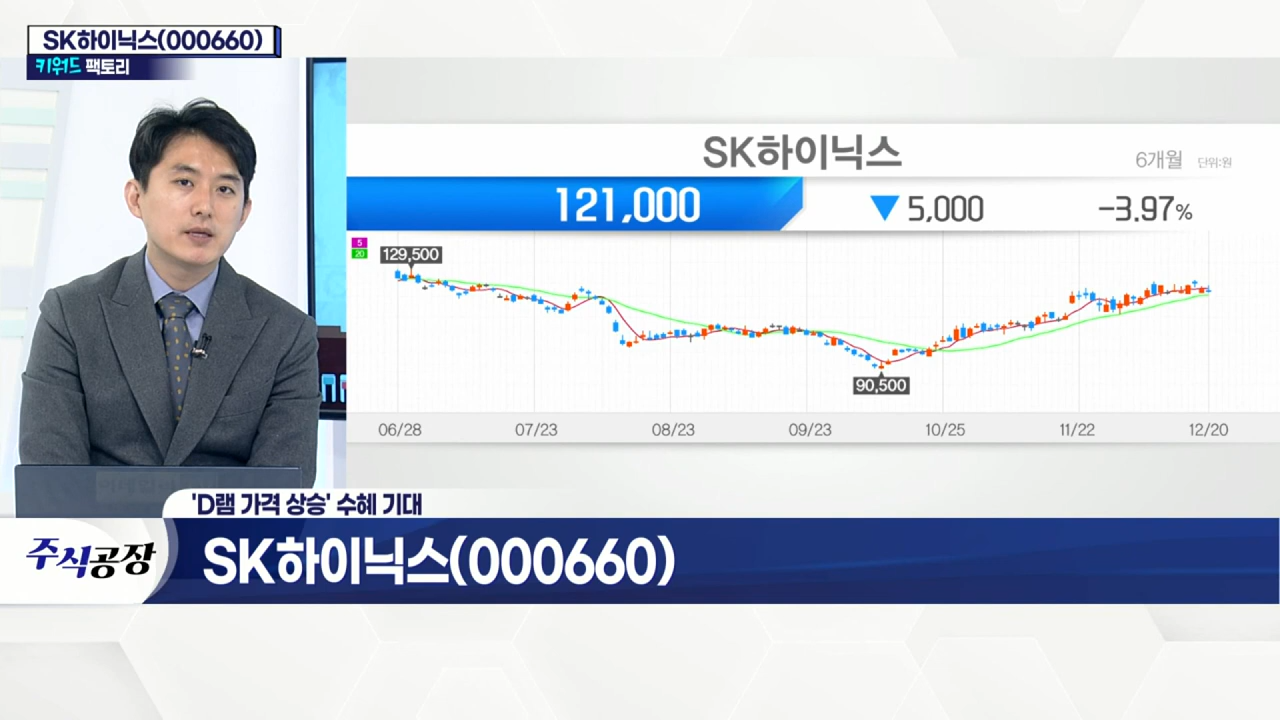 SK하이닉스(000660)
키워드 팩토리
SK하이닉스
6개월 단위:원
121,000 ▼ 5,000 -3.97%
5
20
129,500
90,500
06/28 07/23 08/23 09/23 10/25 11/22 12/20
'D램 가격 상승' 수혜 기대
주식공장
SK하이닉스(000660)